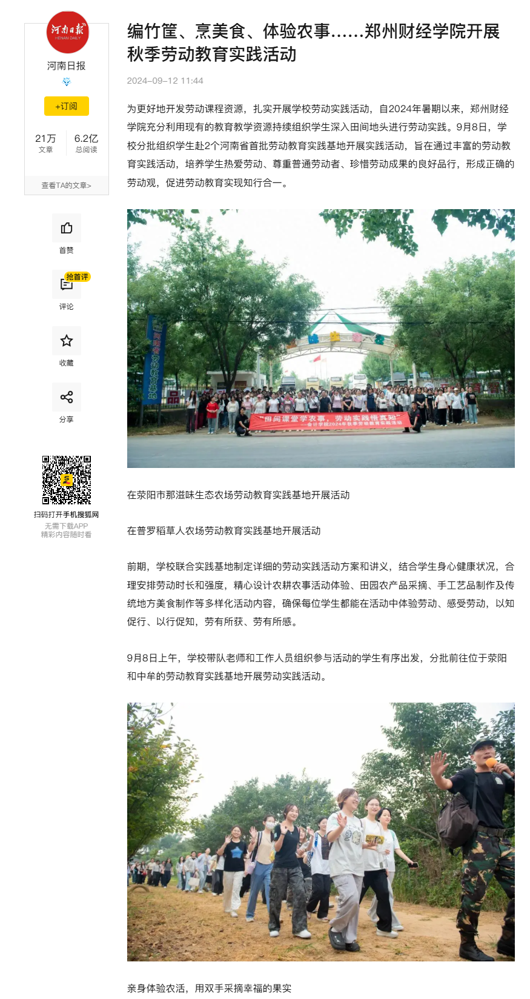 河南日报
HENAN DAILY
河南日报
+订阅
21万
文章
6.2亿
总阅读
查看TA的文章>
首赞
抢首评
评论
收藏
分享
扫码打开手机搜狐网
无需下载APP
精彩内容随时看
编竹筐、烹美食、体验农事……郑州财经学院开展
秋季劳动教育实践活动
2024-09-12 11:44
为更好地开发劳动课程资源，扎实开展学校劳动实践活动，自2024年暑期以来，郑州财经
学院充分利用现有的教育教学资源持续组织学生深入田间地头进行劳动实践。9月8日，学
校分批组织学生赴2个河南省首批劳动教育实践基地开展实践活动，旨在通过丰富的劳动教
育实践活动，培养学生热爱劳动、尊重普通劳动者、珍惜劳动成果的良好品行，形成正确的
劳动观，促进劳动教育实现知行合一。
河南省劳动教育基地
品
“田间课堂学农事，劳动实践悟真知”
——会计学院2024年秋季劳动教育实践活动
在荥阳市那滋味生态农场劳动教育实践基地开展活动
在普罗稻草人农场劳动教育实践基地开展活动
前期，学校联合实践基地制定详细的劳动实践活动方案和讲义，结合学生身心健康状况，合
理安排劳动时长和强度，精心设计农耕农事活动体验、田园农产品采摘、手工艺品制作及传
统地方美食制作等多样化活动内容，确保每位学生都能在活动中体验劳动、感受劳动，以知
促行、以行促知，劳有所获、劳有所感。
9月8日上午，学校带队老师和工作人员组织参与活动的学生有序出发，分批前往位于荥阳
和中牟的劳动教育实践基地开展劳动实践活动。
亲身体验农活，用双手采摘幸福的果实